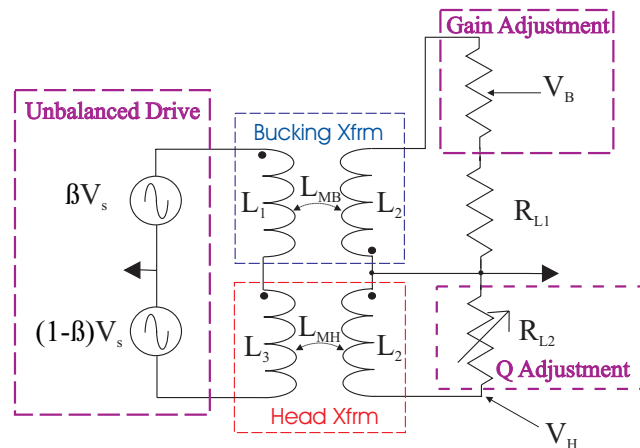 Gain Adjustment
V_B
Unbalanced Drive
Bucking Xfrm
ßV_s
L_1
L_MB
L_2
R_L1
(1-ß)V_s
L_3
L_MH
L_2
R_L2
Q Adjustment
Head Xfrm
V_H